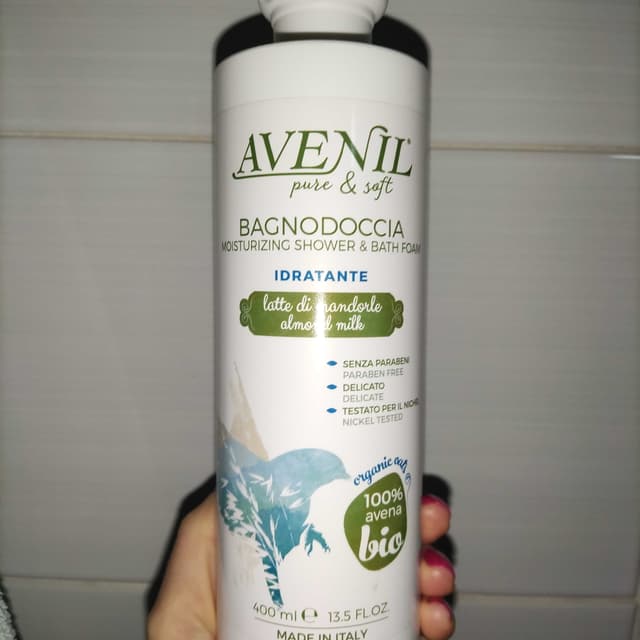 AVENIL®
pure & soft
BAGNODOCCIA
MOISTURIZING SHOWER & BATH FOAM
IDRATANTE
latte di mandorle
almond milk
SENZA PARABENI
PARABEN FREE
DELICATO
DELICATE
TESTATO PER IL NICHEL
NICKEL TESTED
organic oats
100%
avena
bio
400 ml ℮ 13.5 FL.OZ.
MADE IN ITALY